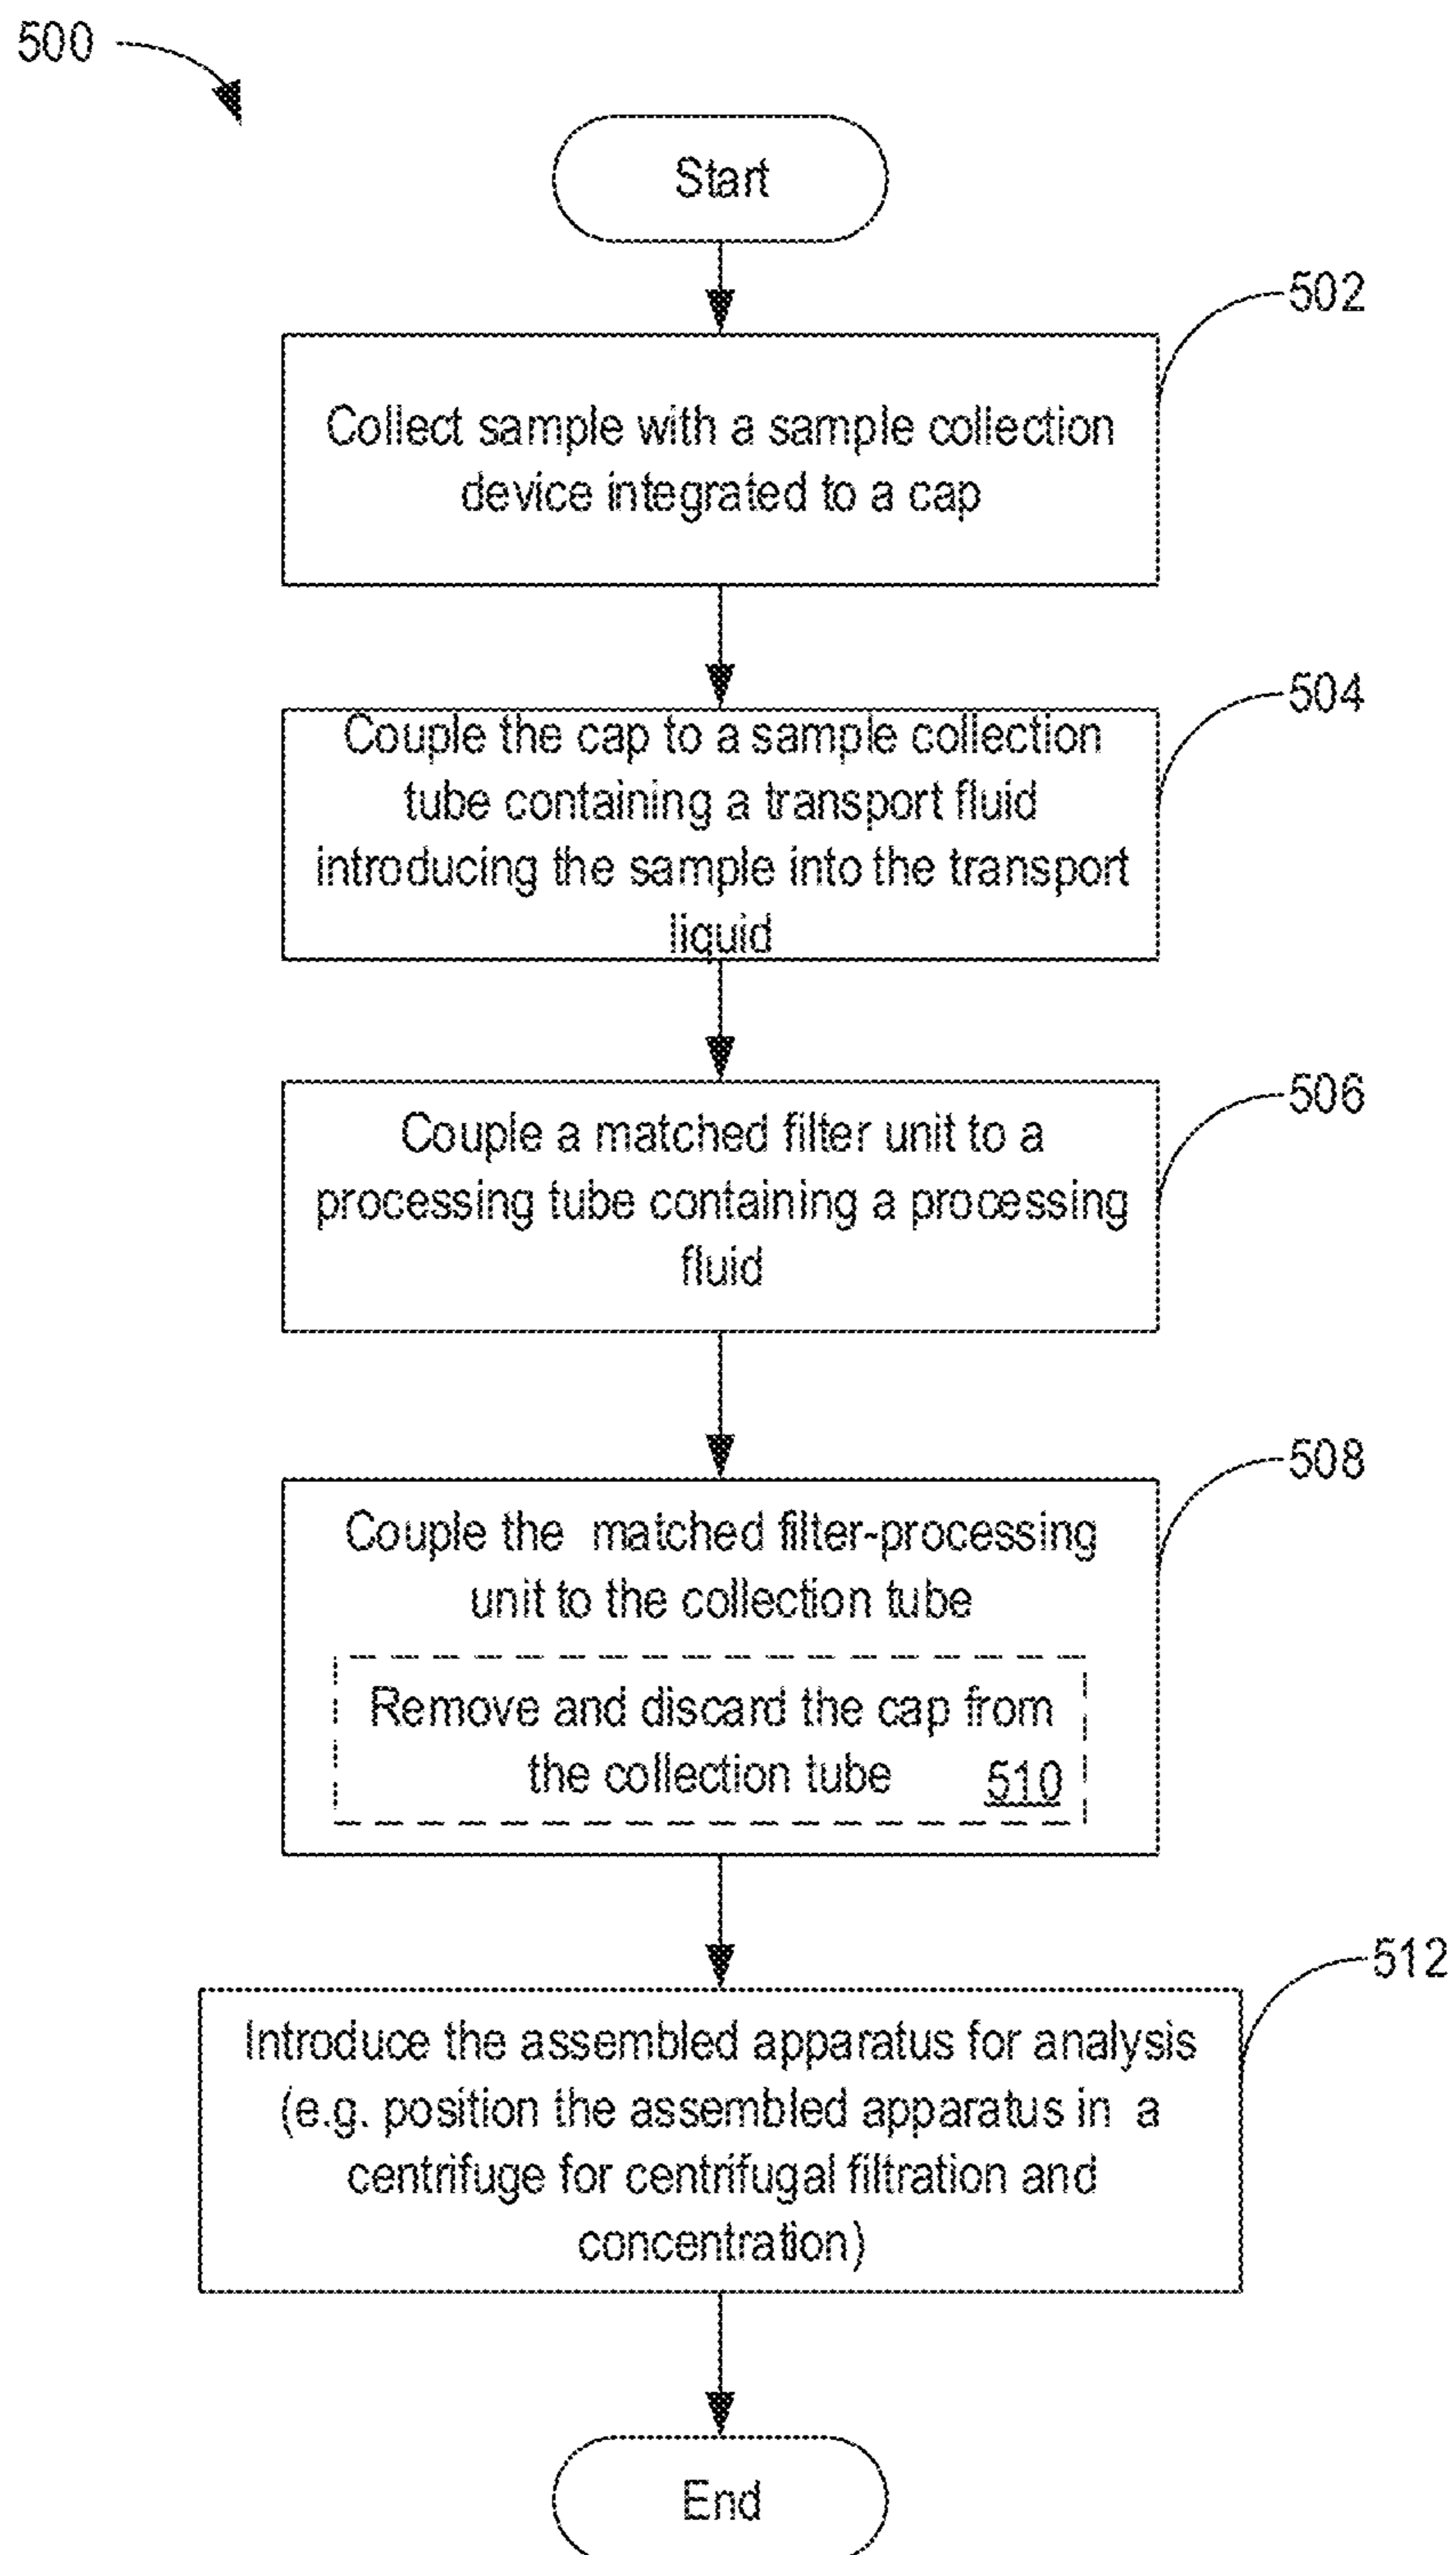 500
Start
502
Collect sample with a sample collection
device integrated to a cap
504
Couple the cap to a sample collection
tube containing a transport fluid
introducing the sample into the transport
liquid
506
Couple a matched filter unit to a
processing tube containing a processing
fluid
508
Couple the matched filter-processing
unit to the collection tube
Remove and discard the cap from
the collection tube 510
512
Introduce the assembled apparatus for analysis
(e.g. position the assembled apparatus in a
centrifuge for centrifugal filtration and
concentration)
End